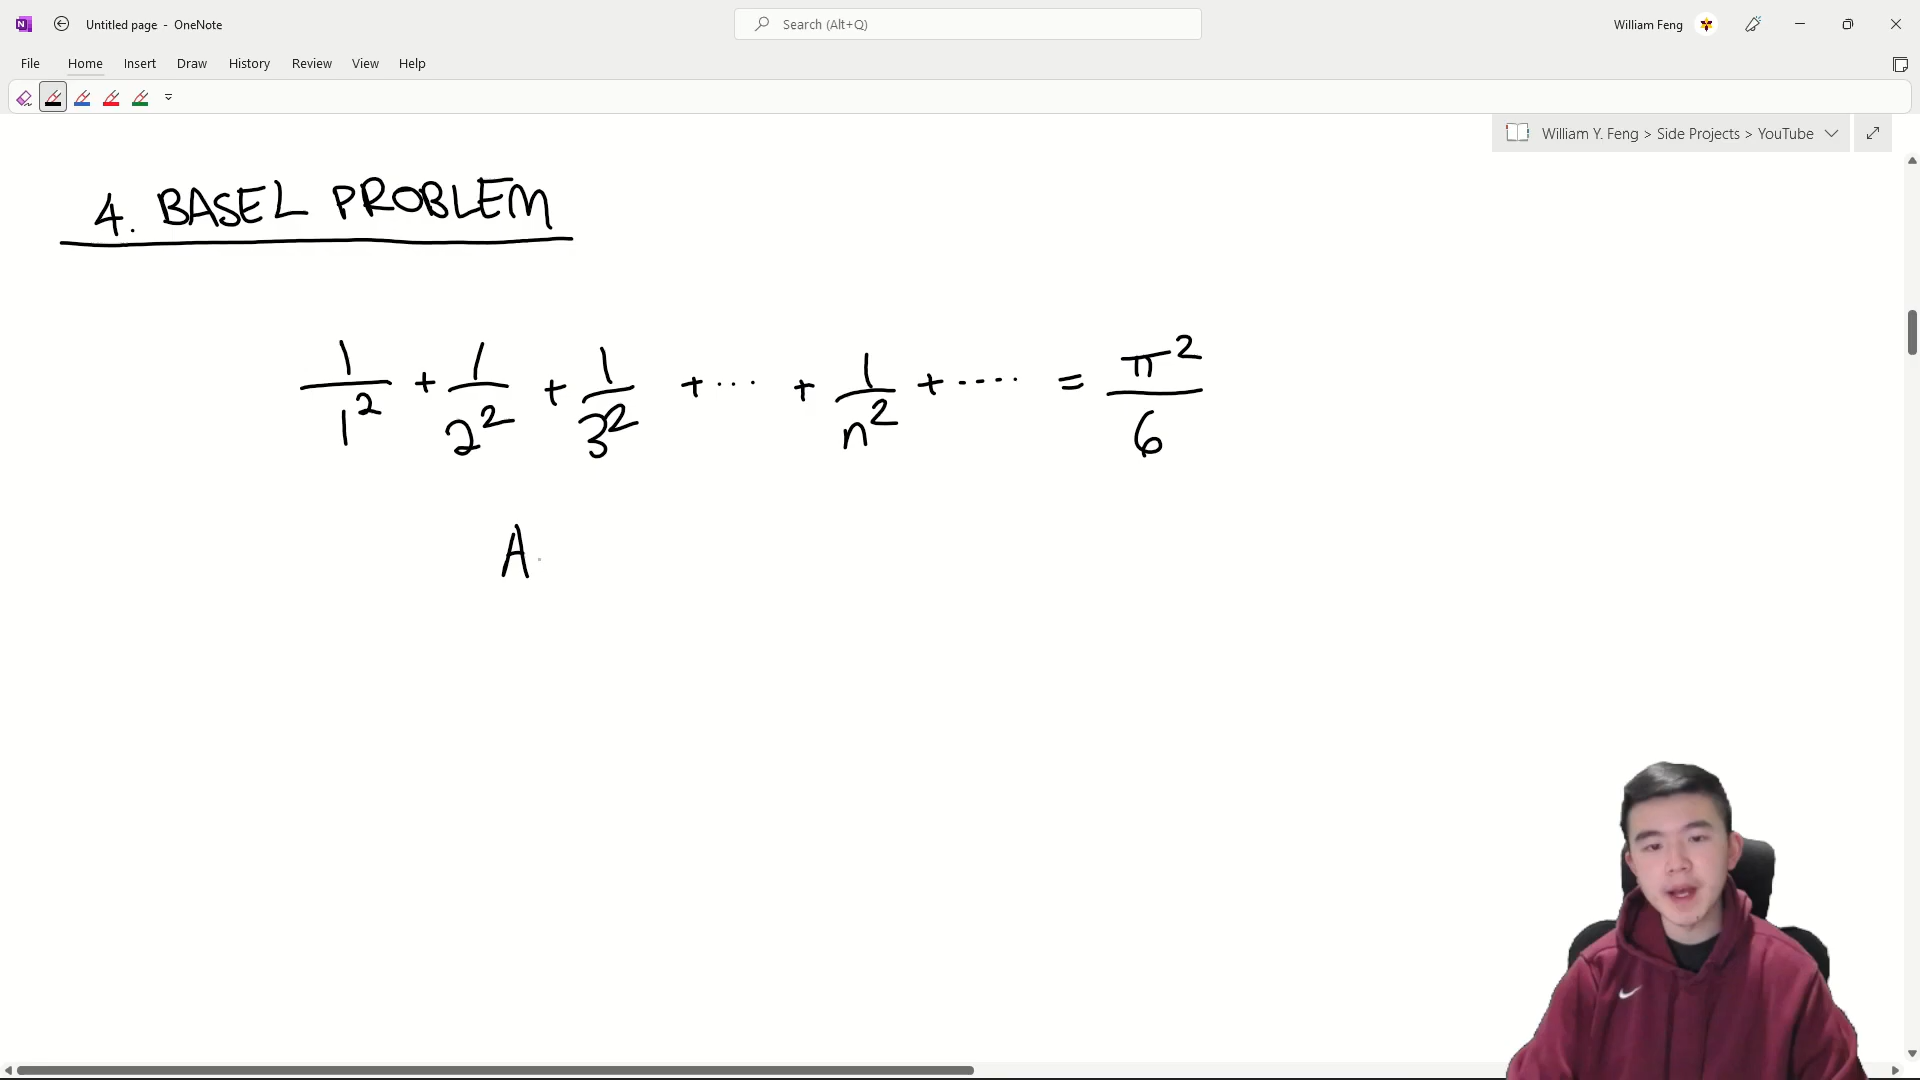 Untitled page - OneNote
Search (Alt+Q)
William Feng
File Home Insert Draw History Review View Help
William Y. Feng > Side Projects > YouTube
4. BASEL PROBLEM
1/1² + 1/2² + 1/3² + ··· + 1/n² + ···· = π²/6
A